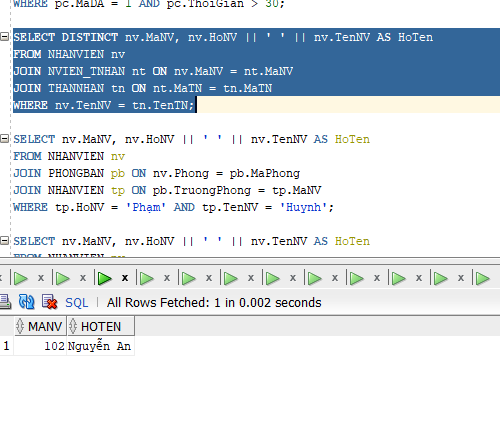 WHERE pc.MaDA = 1 AND pc.ThoiGian > 30;
SELECT DISTINCT nv.MaNV, nv.HoNV || ' ' || nv.TenNV AS HoTen
FROM NHANVIEN nv
JOIN NVIEN_TNHAN nt ON nv.MaNV = nt.MaNV
JOIN THANNHAN tn ON nt.MaTN = tn.MaTN
WHERE nv.TenNV = tn.TenTN;
SELECT nv.MaNV, nv.HoNV || ' ' || nv.TenNV AS HoTen
FROM NHANVIEN nv
JOIN PHONGBAN pb ON nv.Phong = pb.MaPhong
JOIN NHANVIEN tp ON pb.TruongPhong = tp.MaNV
WHERE tp.HoNV = 'Phạm' AND tp.TenNV = 'Huynh';
SELECT nv.MaNV, nv.HoNV || ' ' || nv.TenNV AS HoTen
FROM NHANVIEN nv
x x x x x x x x x x x x
SQL | All Rows Fetched: 1 in 0.002 seconds
MANV HOTEN
1 102 Nguyễn An